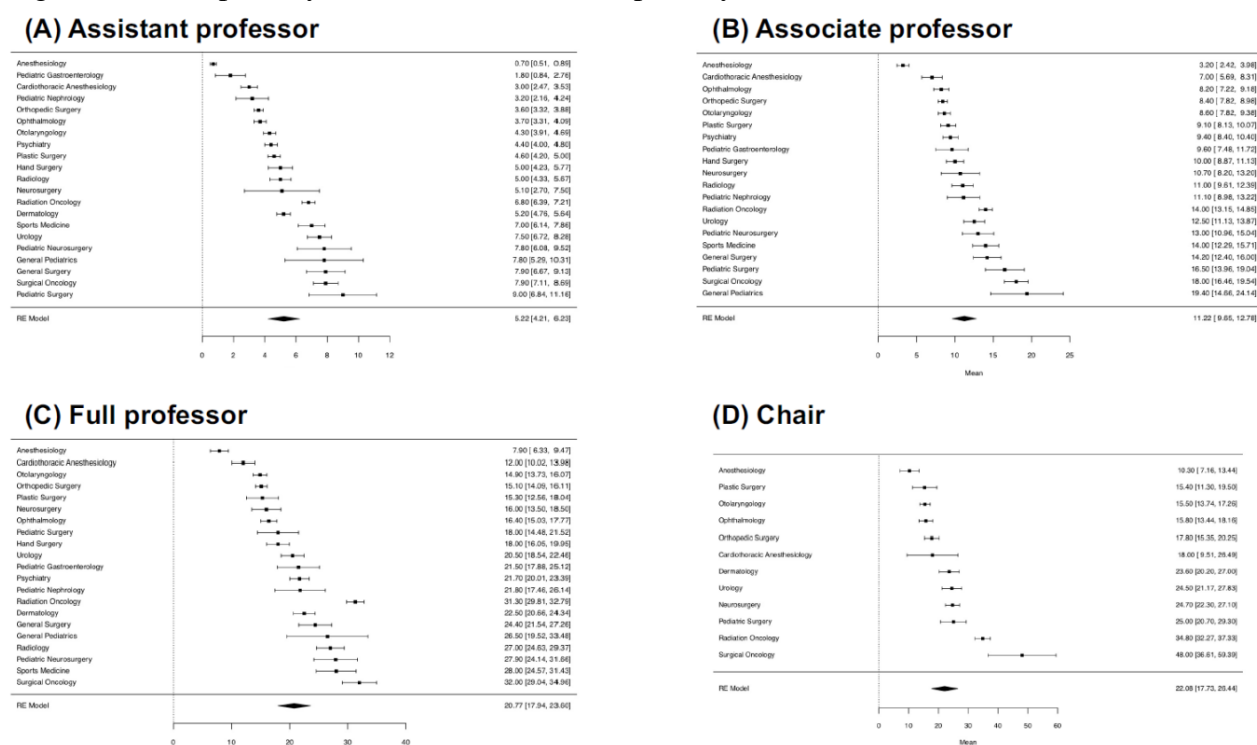 (A) Assistant professor
Anesthesiology 0.70 [0.51, 0.89]
Pediatric Gastroenterology 1.80 [0.84, 2.76]
Cardiothoracic Anesthesiology 3.00 [2.47, 3.53]
Pediatric Nephrology 3.20 [2.16, 4.24]
Orthopedic Surgery 3.60 [3.32, 3.88]
Ophthalmology 3.70 [3.31, 4.09]
Otolaryngology 4.30 [3.91, 4.69]
Psychiatry 4.40 [4.00, 4.80]
Plastic Surgery 4.60 [4.20, 5.00]
Hand Surgery 5.00 [4.23, 5.77]
Radiology 5.00 [4.33, 5.67]
Neurosurgery 5.10 [2.70, 7.50]
Radiation Oncology 6.80 [6.39, 7.21]
Dermatology 5.20 [4.76, 5.64]
Sports Medicine 7.00 [6.14, 7.86]
Urology 7.50 [6.72, 8.28]
Pediatric Neurosurgery 7.80 [6.08, 9.52]
General Pediatrics 7.80 [5.29, 10.31]
General Surgery 7.90 [6.67, 9.13]
Surgical Oncology 7.90 [7.11, 8.69]
Pediatric Surgery 9.00 [6.84, 11.16]
RE Model 5.22 [4.21, 6.23]
0 2 4 6 8 10 12
(B) Associate professor
Anesthesiology 3.20 [ 2.42, 3.98]
Cardiothoracic Anesthesiology 7.00 [ 5.69, 8.31]
Ophthalmology 8.20 [ 7.22, 9.18]
Orthopedic Surgery 8.40 [ 7.82, 8.98]
Otolaryngology 8.60 [ 7.82, 9.38]
Plastic Surgery 9.10 [ 8.13, 10.07]
Psychiatry 9.40 [ 8.40, 10.40]
Pediatric Gastroenterology 9.60 [ 7.48, 11.72]
Hand Surgery 10.00 [ 8.87, 11.13]
Neurosurgery 10.70 [ 8.20, 13.20]
Radiology 11.00 [ 9.61, 12.39]
Pediatric Nephrology 11.10 [ 8.98, 13.22]
Radiation Oncology 14.00 [13.15, 14.85]
Urology 12.50 [11.13, 13.87]
Pediatric Neurosurgery 13.00 [10.96, 15.04]
Sports Medicine 14.00 [12.29, 15.71]
General Surgery 14.20 [12.40, 16.00]
Pediatric Surgery 16.50 [13.96, 19.04]
Surgical Oncology 18.00 [16.46, 19.54]
General Pediatrics 19.40 [14.66, 24.14]
RE Model 11.22 [ 9.65, 12.78]
0 5 10 15 20 25
Mean
(C) Full professor
Anesthesiology 7.90 [ 6.33, 9.47]
Cardiothoracic Anesthesiology 12.00 [10.02, 13.98]
Otolaryngology 14.90 [13.73, 16.07]
Orthopedic Surgery 15.10 [14.09, 16.11]
Plastic Surgery 15.30 [12.56, 18.04]
Neurosurgery 16.00 [13.50, 18.50]
Ophthalmology 16.40 [15.03, 17.77]
Pediatric Surgery 18.00 [14.48, 21.52]
Hand Surgery 18.00 [16.05, 19.95]
Urology 20.50 [18.54, 22.46]
Pediatric Gastroenterology 21.50 [17.88, 25.12]
Psychiatry 21.70 [20.01, 23.39]
Pediatric Nephrology 21.80 [17.46, 26.14]
Radiation Oncology 31.30 [29.81, 32.79]
Dermatology 22.50 [20.66, 24.34]
General Surgery 24.40 [21.54, 27.26]
General Pediatrics 26.50 [19.52, 33.48]
Radiology 27.00 [24.63, 29.37]
Pediatric Neurosurgery 27.90 [24.14, 31.66]
Sports Medicine 28.00 [24.57, 31.43]
Surgical Oncology 32.00 [29.04, 34.96]
RE Model 20.77 [17.94, 23.60]
0 10 20 30 40
(D) Chair
Anesthesiology 10.30 [ 7.16, 13.44]
Plastic Surgery 15.40 [11.30, 19.50]
Otolaryngology 15.50 [13.74, 17.26]
Ophthalmology 15.80 [13.44, 18.16]
Orthopedic Surgery 17.80 [15.35, 20.25]
Cardiothoracic Anesthesiology 18.00 [ 9.51, 26.49]
Dermatology 23.60 [20.20, 27.00]
Urology 24.50 [21.17, 27.83]
Neurosurgery 24.70 [22.30, 27.10]
Pediatric Surgery 25.00 [20.70, 29.30]
Radiation Oncology 34.80 [32.27, 37.33]
Surgical Oncology 48.00 [36.61, 59.39]
RE Model 22.08 [17.73, 26.44]
0 10 20 30 40 50 60
Mean